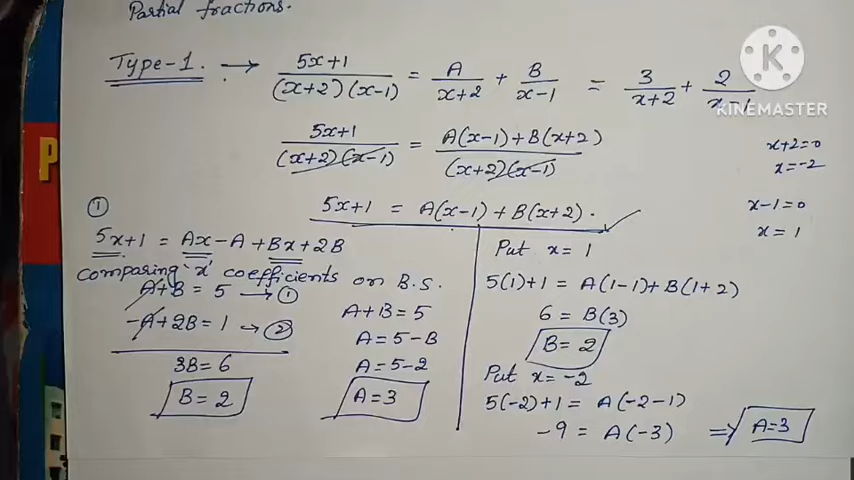 Partial fractions.
Type-1. → (5x+1)/((x+2)(x-1)) = A/(x+2) + B/(x-1) = 3/(x+2) + 2/(x-1)
KINEMASTER
(5x+1)/((x+2)(x-1)) = (A(x-1)+B(x+2))/((x+2)(x-1))
x+2=0
x=-2
5x+1 = A(x-1)+B(x+2).
x-1=0
x=1
①
5x+1 = Ax-A+Bx+2B
comparing 'x' coefficients on B.S.
A+B=5 → ①
-A+2B=1 → ②
3B=6
B=2
A+B=5
A=5-B
A=5-2
A=3
Put x=1
5(1)+1 = A(1-1)+B(1+2)
6 = B(3)
B=2
Put x=-2
5(-2)+1 = A(-2-1)
-9 = A(-3) ⇒ A=3